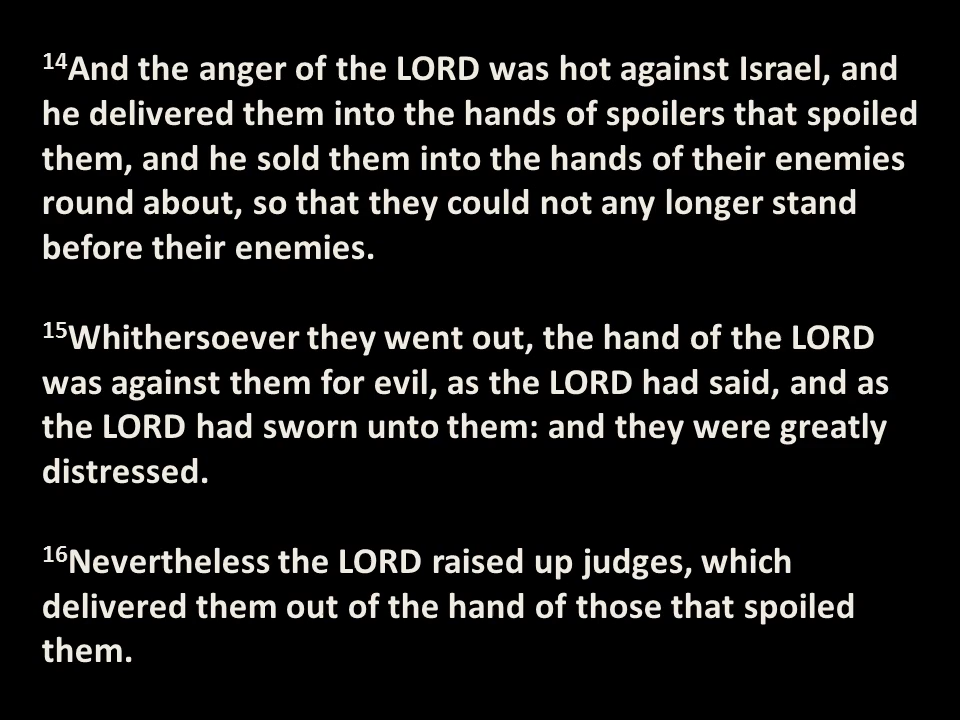 14And the anger of the LORD was hot against Israel, and
he delivered them into the hands of spoilers that spoiled
them, and he sold them into the hands of their enemies
round about, so that they could not any longer stand
before their enemies.
15Whithersoever they went out, the hand of the LORD
was against them for evil, as the LORD had said, and as
the LORD had sworn unto them: and they were greatly
distressed.
16Nevertheless the LORD raised up judges, which
delivered them out of the hand of those that spoiled
them.